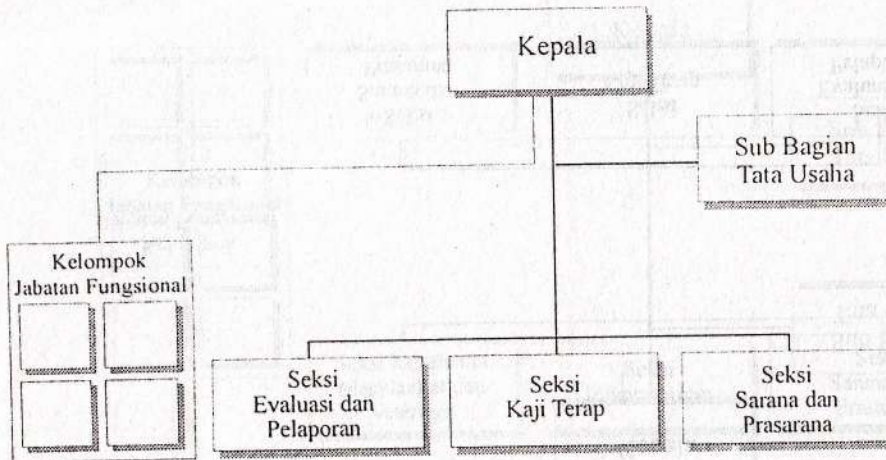 Kepala
Sub Bagian
Tata Usaha
Kelompok
Jabatan Fungsional
Seksi
Evaluasi dan
Pelaporan
Seksi
Kaji Terap
Seksi
Sarana dan
Prasarana